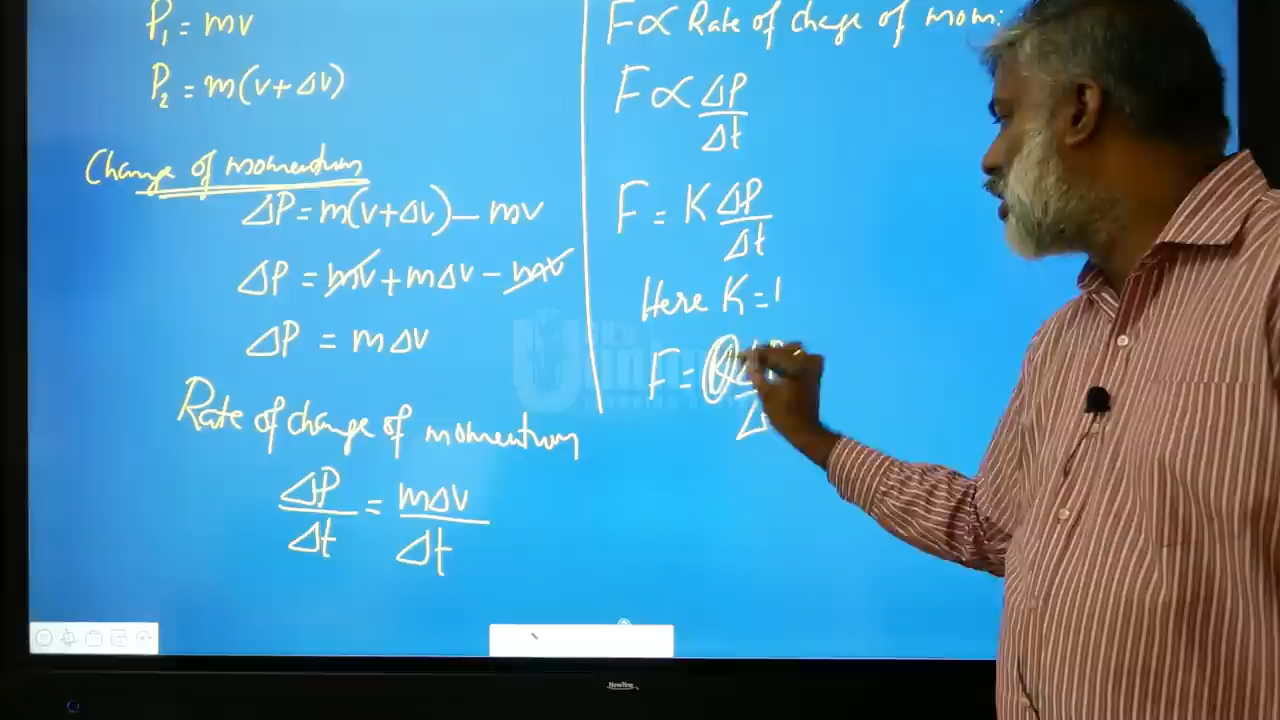 P₁ = mv
P₂ = m(v+Δv)
Change of momentum
ΔP = m(v+Δv) - mv
ΔP = mv + mΔv - mv
ΔP = mΔv
Rate of change of momentum
ΔP/Δt = mΔv/Δt
F ∝ Rate of change of mom:
F ∝ ΔP/Δt
F = K ΔP/Δt
Here K = 1
F =
Newline